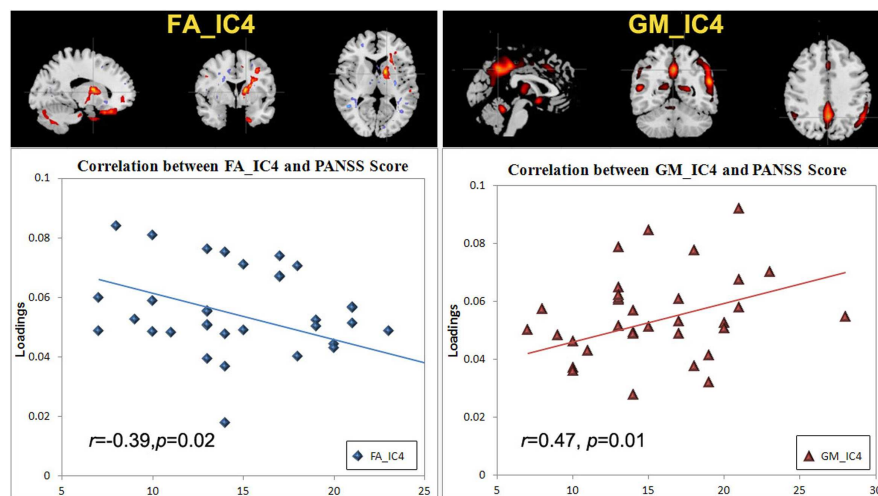 FA_IC4
GM_IC4
Correlation between FA_IC4 and PANSS Score
0.1
0.08
0.06
0.04
0.02
0
Loadings
r=-0.39,p=0.02
FA_IC4
5
10
15
20
25
Correlation between GM_IC4 and PANSS Score
0.1
0.08
0.06
0.04
0.02
0
Loadings
r=0.47, p=0.01
GM_IC4
5
10
15
20
25
30